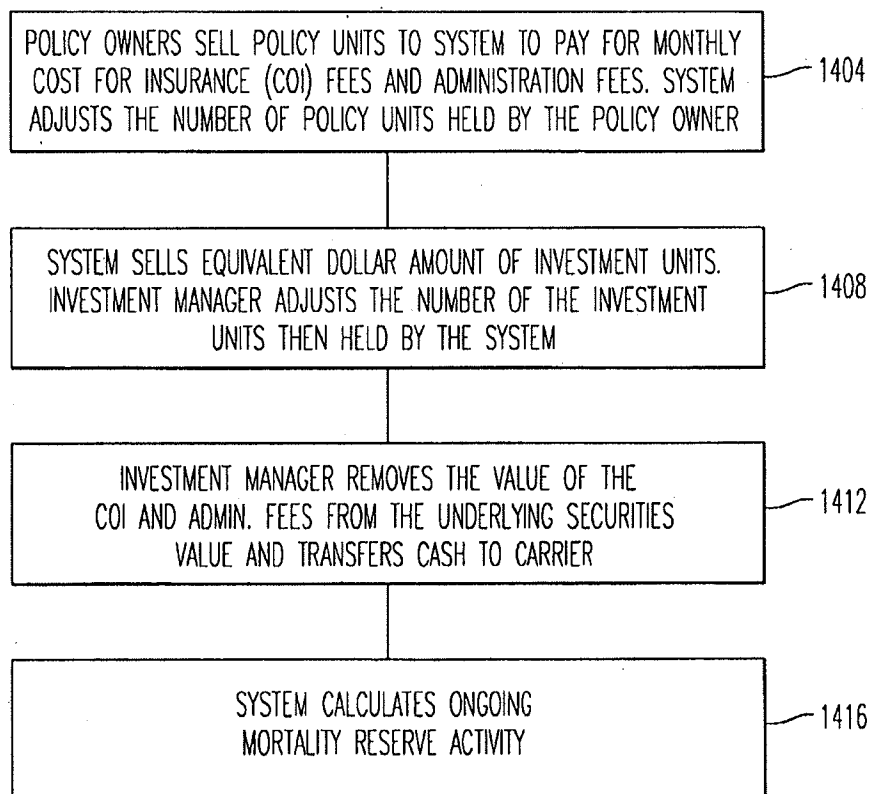 POLICY OWNERS SELL POLICY UNITS TO SYSTEM TO PAY FOR MONTHLY
COST FOR INSURANCE (COI) FEES AND ADMINISTRATION FEES. SYSTEM
ADJUSTS THE NUMBER OF POLICY UNITS HELD BY THE POLICY OWNER
1404
SYSTEM SELLS EQUIVALENT DOLLAR AMOUNT OF INVESTMENT UNITS.
INVESTMENT MANAGER ADJUSTS THE NUMBER OF THE INVESTMENT
UNITS THEN HELD BY THE SYSTEM
1408
INVESTMENT MANAGER REMOVES THE VALUE OF THE
COI AND ADMIN. FEES FROM THE UNDERLYING SECURITIES
VALUE AND TRANSFERS CASH TO CARRIER
1412
SYSTEM CALCULATES ONGOING
MORTALITY RESERVE ACTIVITY
1416